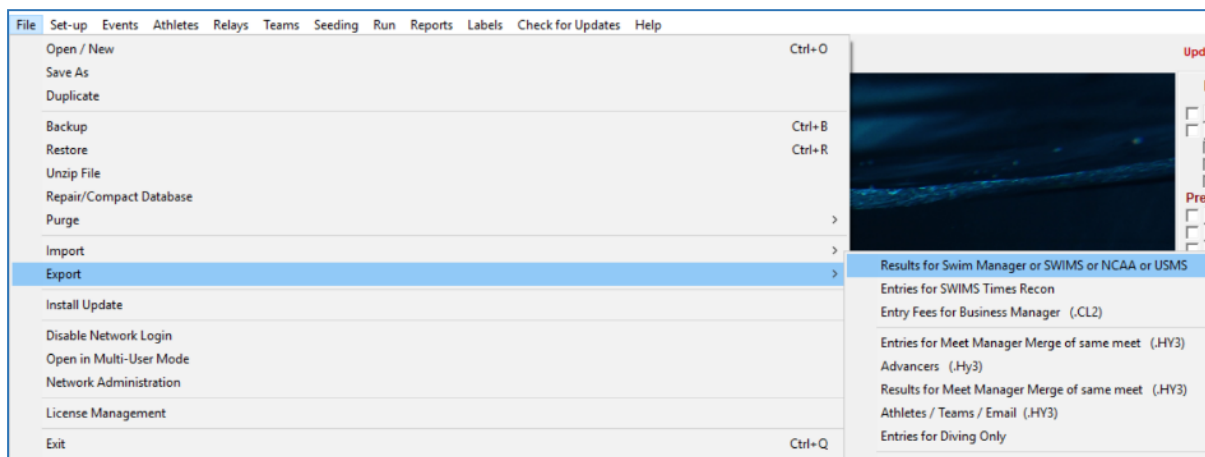 File Set-up Events Athletes Relays Teams Seeding Run Reports Labels Check for Updates Help
Open / New Ctrl+O
Save As
Duplicate
Backup Ctrl+B
Restore Ctrl+R
Unzip File
Repair/Compact Database
Purge >
Import >
Export >
Install Update
Disable Network Login
Open in Multi-User Mode
Network Administration
License Management
Exit Ctrl+Q
Upd
Pre
Results for Swim Manager or SWIMS or NCAA or USMS
Entries for SWIMS Times Recon
Entry Fees for Business Manager (.CL2)
Entries for Meet Manager Merge of same meet (.HY3)
Advancers (.Hy3)
Results for Meet Manager Merge of same meet (.HY3)
Athletes / Teams / Email (.HY3)
Entries for Diving Only